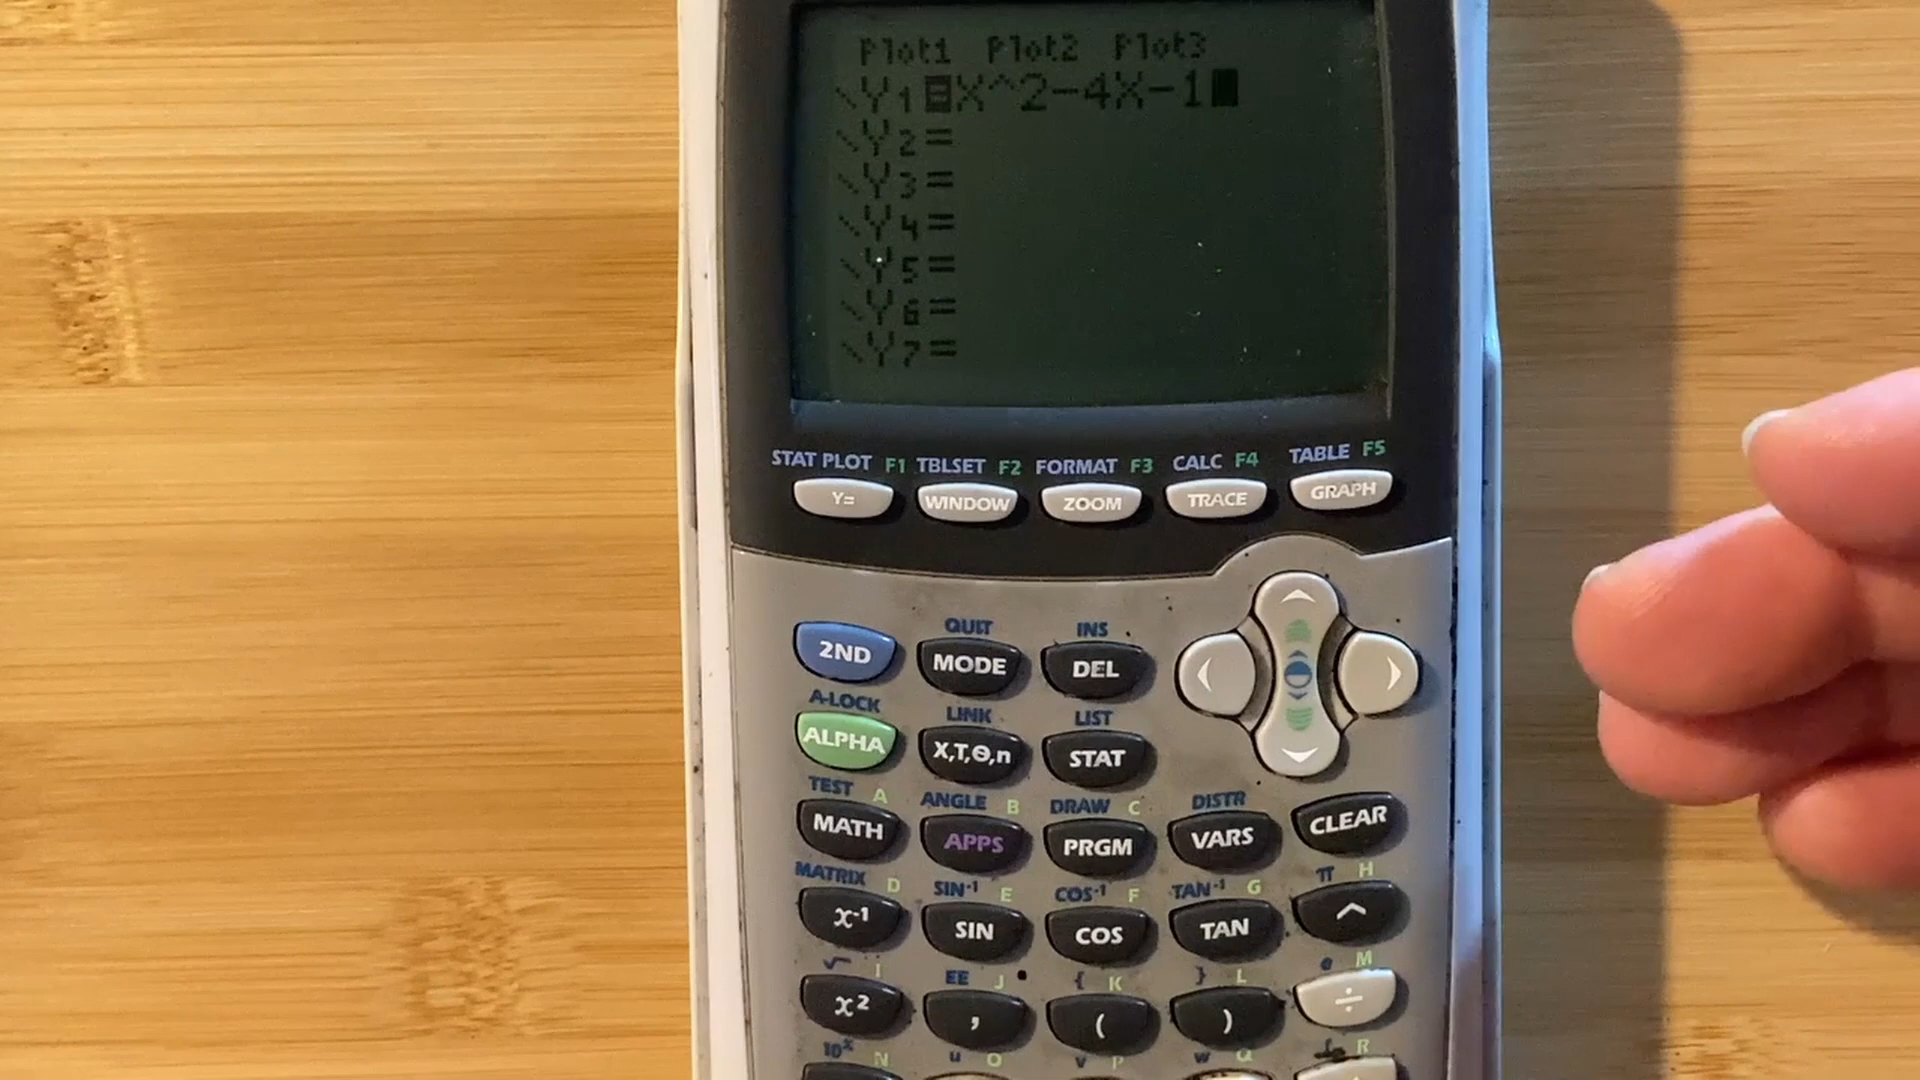 Plot1 Plot2 Plot3
\Y1=X^2-4X-1
\Y2=
\Y3=
\Y4=
\Y5=
\Y6=
\Y7=
STAT PLOT F1 TBLSET F2 FORMAT F3 CALC F4 TABLE F5
Y= WINDOW ZOOM TRACE GRAPH
QUIT INS
2ND MODE DEL
A-LOCK LINK LIST
ALPHA X,T,Θ,n STAT
TEST A ANGLE B DRAW C DISTR
MATH APPS PRGM VARS CLEAR
MATRIX D SIN-1 E COS-1 F TAN-1 G π H
x-1 SIN COS TAN ^
√ I EE J { K } L e M
x2 , ( ) ÷
10x N u O v P w Q [ R